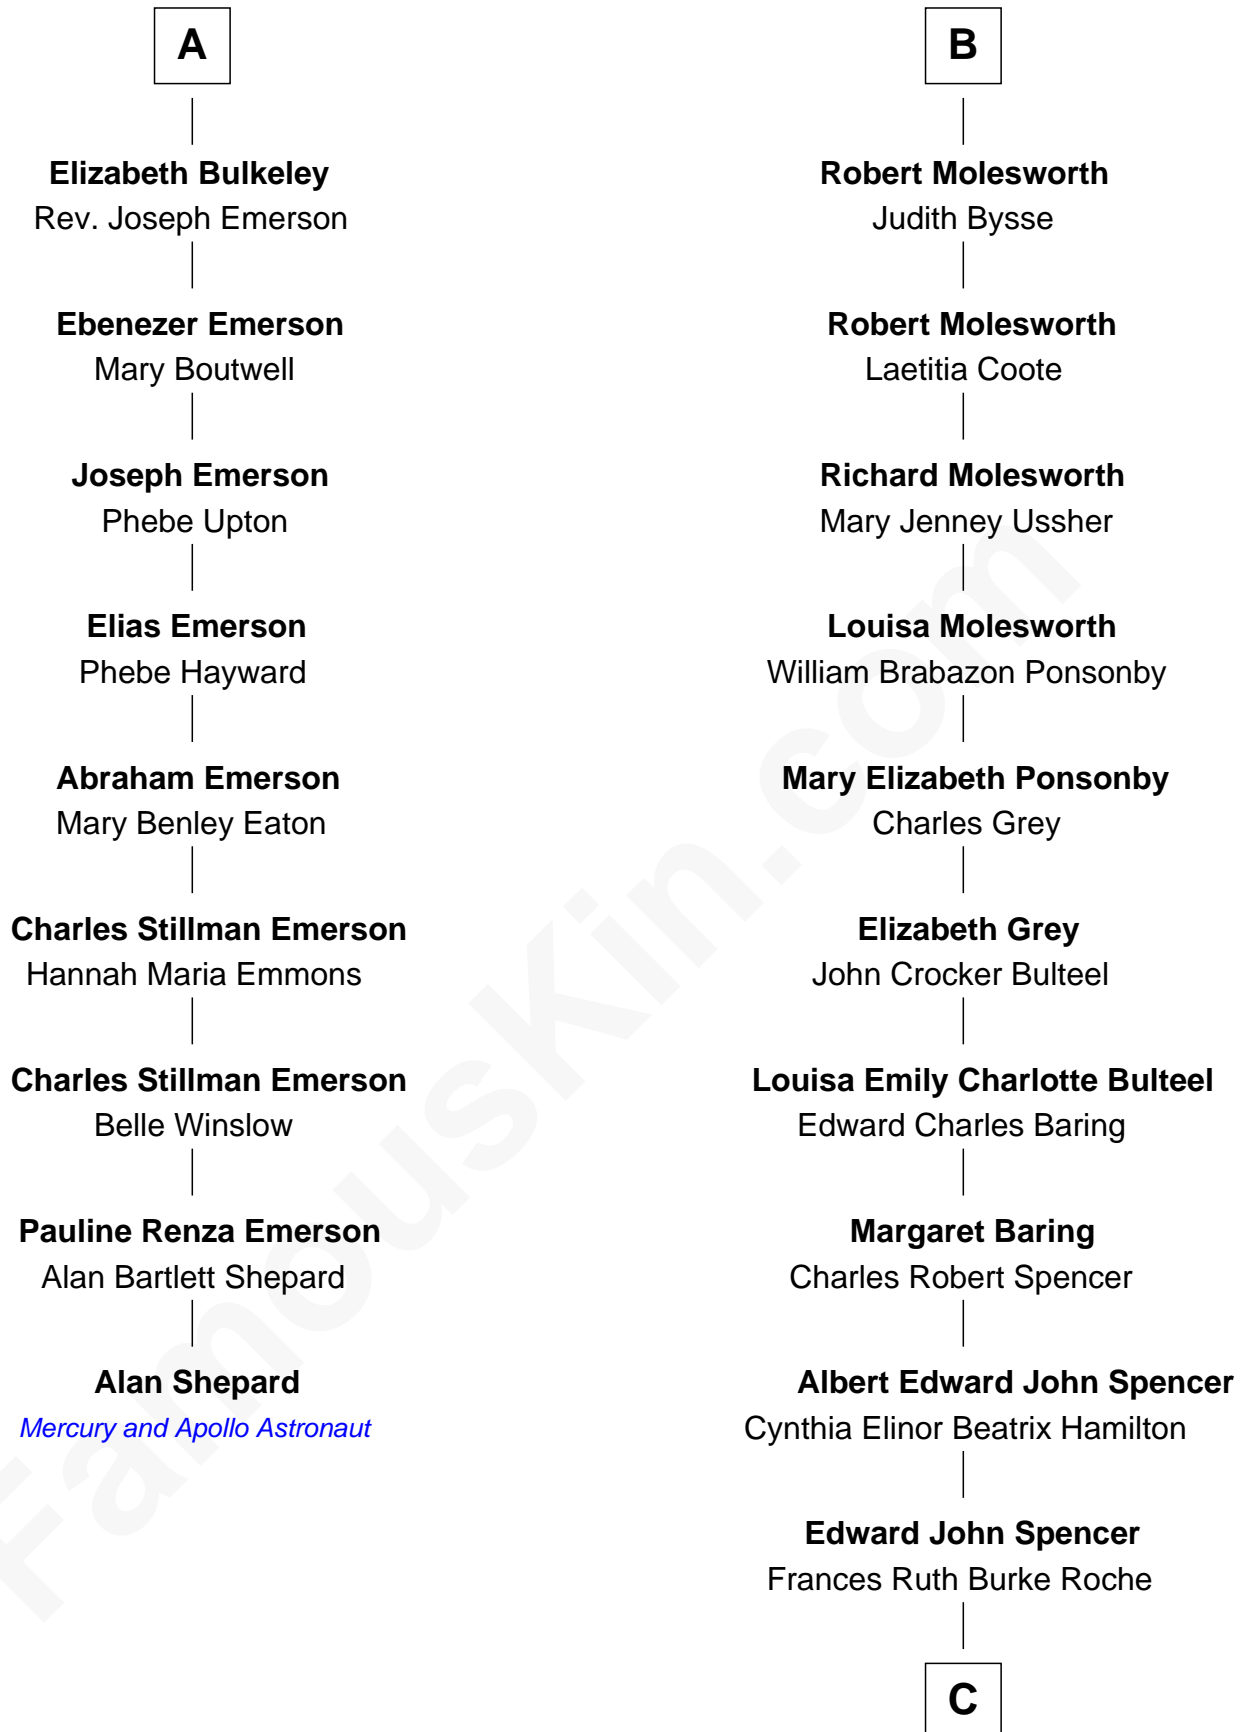 A
Elizabeth Bulkeley
Rev. Joseph Emerson
Ebenezer Emerson
Mary Boutwell
Joseph Emerson
Phebe Upton
Elias Emerson
Phebe Hayward
Abraham Emerson
Mary Benley Eaton
Charles Stillman Emerson
Hannah Maria Emmons
Charles Stillman Emerson
Belle Winslow
Pauline Renza Emerson
Alan Bartlett Shepard
Alan Shepard
Mercury and Apollo Astronaut
B
Robert Molesworth
Judith Bysse
Robert Molesworth
Laetitia Coote
Richard Molesworth
Mary Jenney Ussher
Louisa Molesworth
William Brabazon Ponsonby
Mary Elizabeth Ponsonby
Charles Grey
Elizabeth Grey
John Crocker Bulteel
Louisa Emily Charlotte Bulteel
Edward Charles Baring
Margaret Baring
Charles Robert Spencer
Albert Edward John Spencer
Cynthia Elinor Beatrix Hamilton
Edward John Spencer
Frances Ruth Burke Roche
C
FamousKin.com